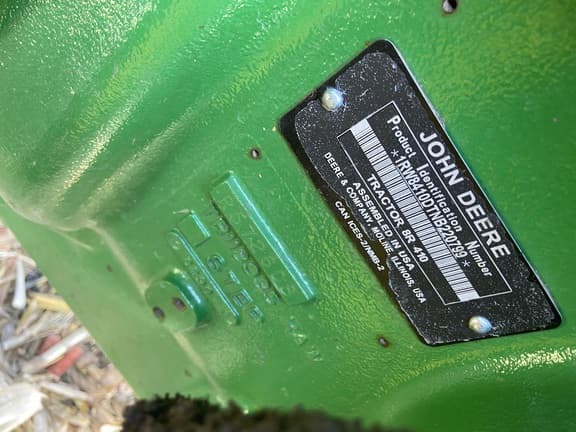 JOHN DEERE
Product Identification Number
*1RW8410DTNR220799*
TRACTOR 8R 410
ASSEMBLED IN USA
DEERE & COMPANY, MOLINE, ILLINOIS, USA
CAN ICES-2/NMB-2